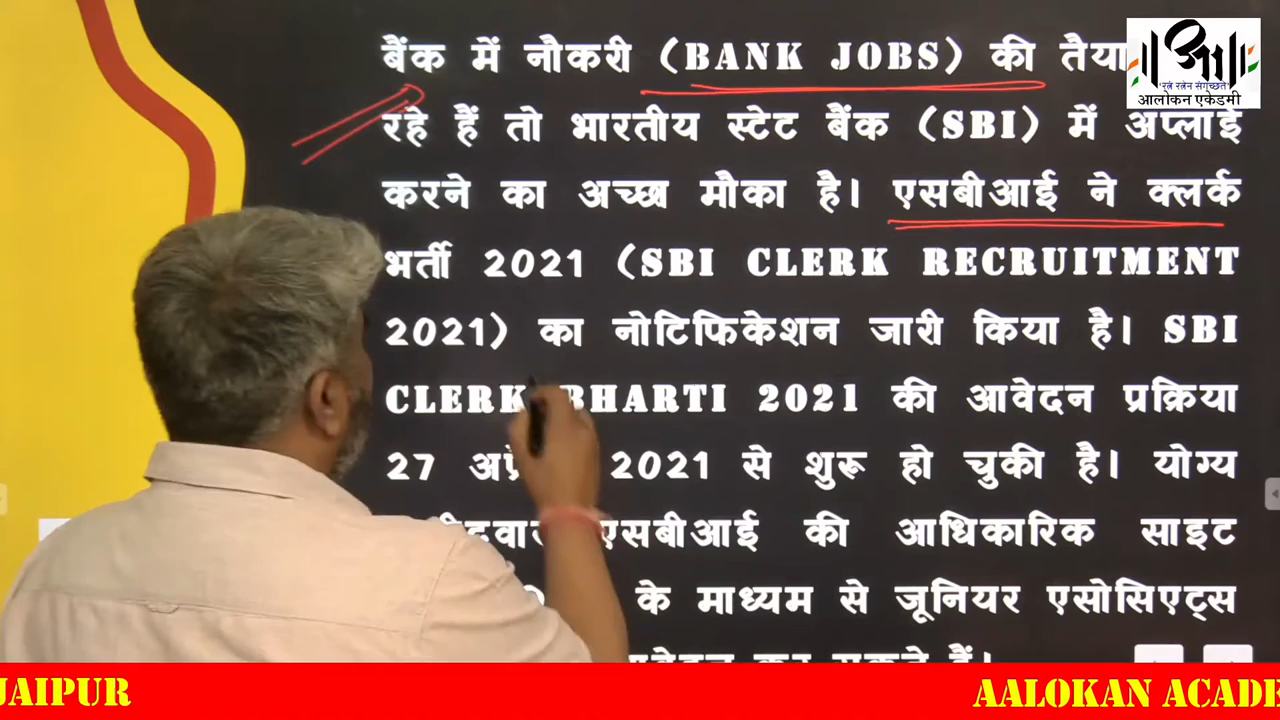 बैंक में नौकरी (BANK JOBS) की
रहे हैं तो भारतीय स्टेट बैंक (SBI) में अप्लाई
करने का अच्छा मौका है। एसबीआई ने क्लर्क
भर्ती 2021 (SBI CLERK RECRUITMENT
2021) का नोटिफिकेशन जारी किया है। SBI
CLERK BHARTI 2021 की आवेदन प्रक्रिया
27 2021 से शुरू हो चुकी है। योग्य
एसबीआई की आधिकारिक साइट
के माध्यम से जूनियर एसोसिएट्स
आलोकन एकेडमी
JAIPUR AALOKAN